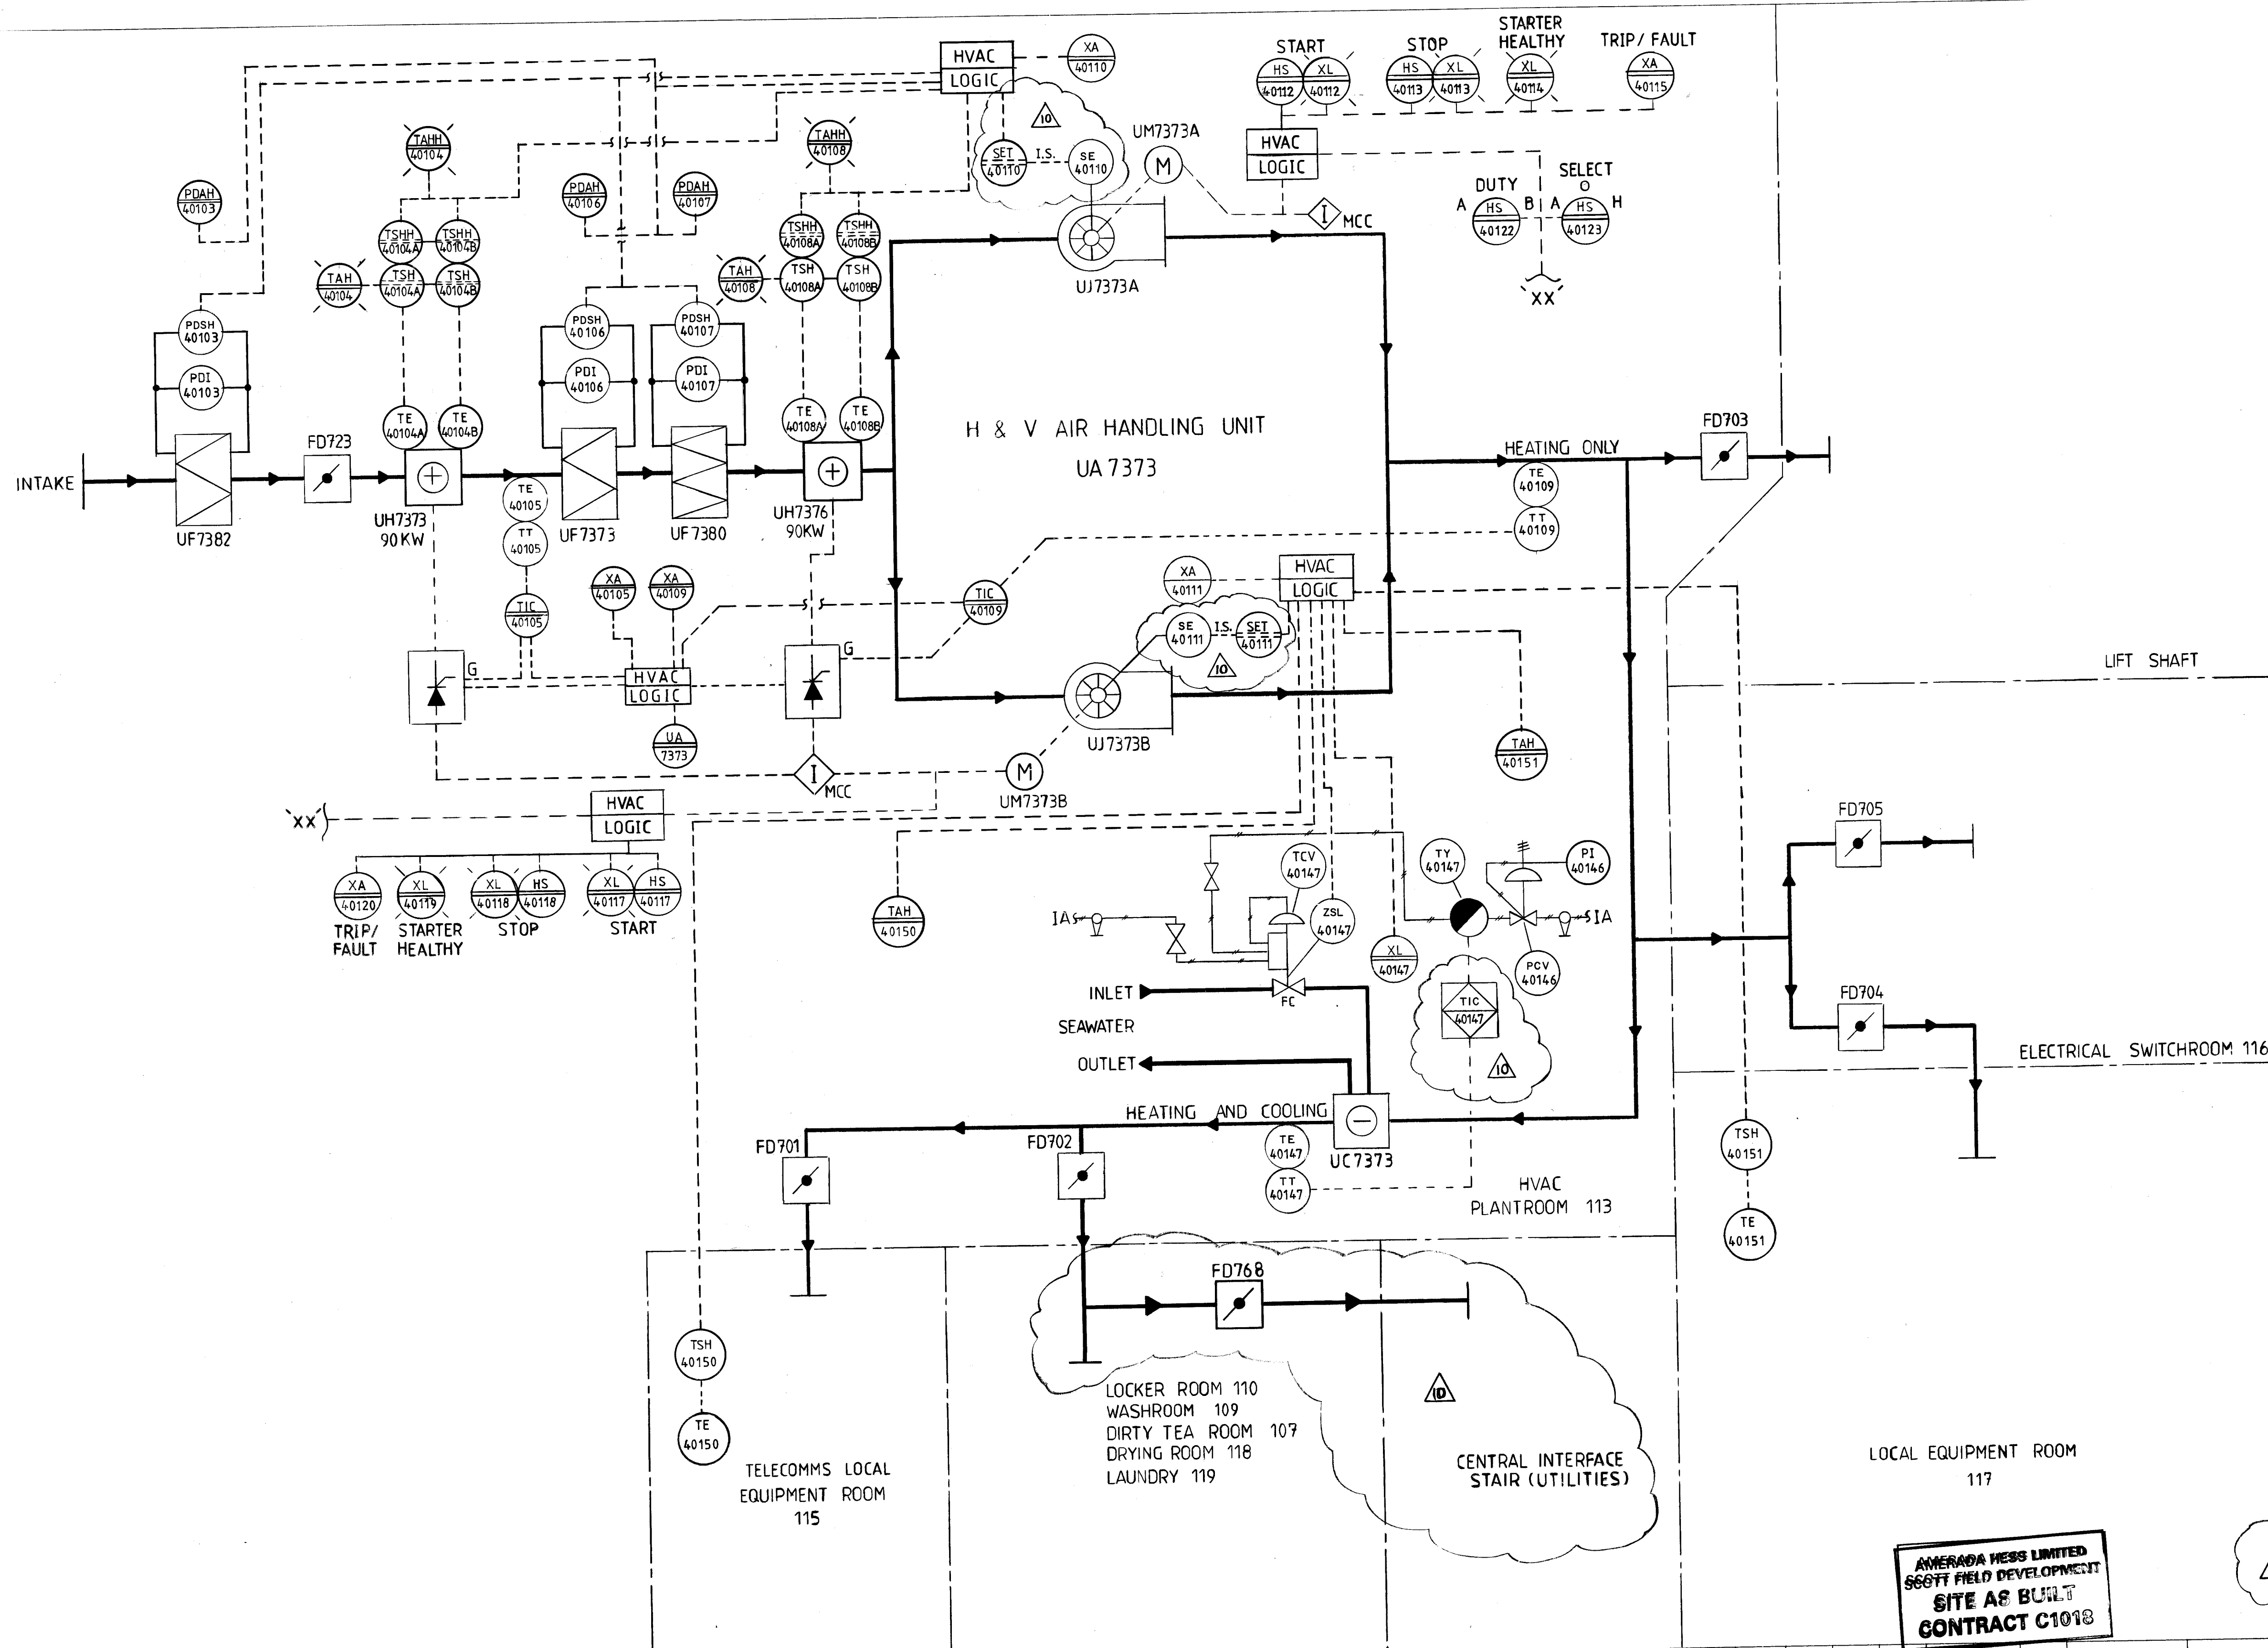 HVAC
LOGIC
XA
40110
START
HS
40112
XL
40112
STOP
HS
40113
XL
40113
STARTER
HEALTHY
XL
40114
TRIP/ FAULT
XA
40115
TAHH
40104
TAHH
40108
10
SET
40110
I.S.
SE
40110
UM7373A
M
HVAC
LOGIC
DUTY
A
HS
40122
B
SELECT
O
A
HS
40123
H
'XX'
PDAH
40103
PDAH
40106
PDAH
40107
TSHH
40104A
TSHH
40104B
TSHH
40108A
TSHH
40108B
I
MCC
TAH
40104
TSH
40104A
TSH
40104B
TAH
40108
TSH
40108A
TSH
40108B
UJ7373A
PDSH
40103
PDSH
40106
PDSH
40107
PDI
40103
PDI
40106
PDI
40107
TE
40104A
TE
40104B
TE
40108A
TE
40108B
H & V AIR HANDLING UNIT
UA 7373
FD723
HEATING ONLY
FD703
INTAKE
TE
40105
TE
40109
UF7382
UH7373
90KW
TT
40105
UF7373
UF7380
UH7376
90KW
TT
40109
XA
40105
XA
40109
TIC
40105
TIC
40109
XA
40111
HVAC
LOGIC
SE
40111
I.S.
SET
40111
10
G
HVAC
LOGIC
G
LIFT SHAFT
UA
7373
UJ7373B
TAH
40151
I
MCC
M
UM7373B
'XX'
HVAC
LOGIC
XA
40120
XL
40119
XL
40118
HS
40118
XL
40117
HS
40117
TRIP/
FAULT
STARTER
HEALTHY
STOP
START
TAH
40150
TCV
40147
TY
40147
PI
40146
FD705
IA
ZSL
40147
IA
XL
40147
PCV
40146
INLET
FC
TIC
40147
FD704
SEAWATER
OUTLET
10
ELECTRICAL SWITCHROOM 116
HEATING AND COOLING
FD701
FD702
TE
40147
UC7373
TSH
40151
TT
40147
HVAC
PLANTROOM 113
TE
40151
FD768
TSH
40150
TE
40150
10
LOCKER ROOM 110
WASHROOM 109
DIRTY TEA ROOM 107
DRYING ROOM 118
LAUNDRY 119
TELECOMMS LOCAL
EQUIPMENT ROOM
115
CENTRAL INTERFACE
STAIR (UTILITIES)
LOCAL EQUIPMENT ROOM
117
AMERADA HESS LIMITED
SCOTT FIELD DEVELOPMENT
SITE AS BUILT
CONTRACT C1018